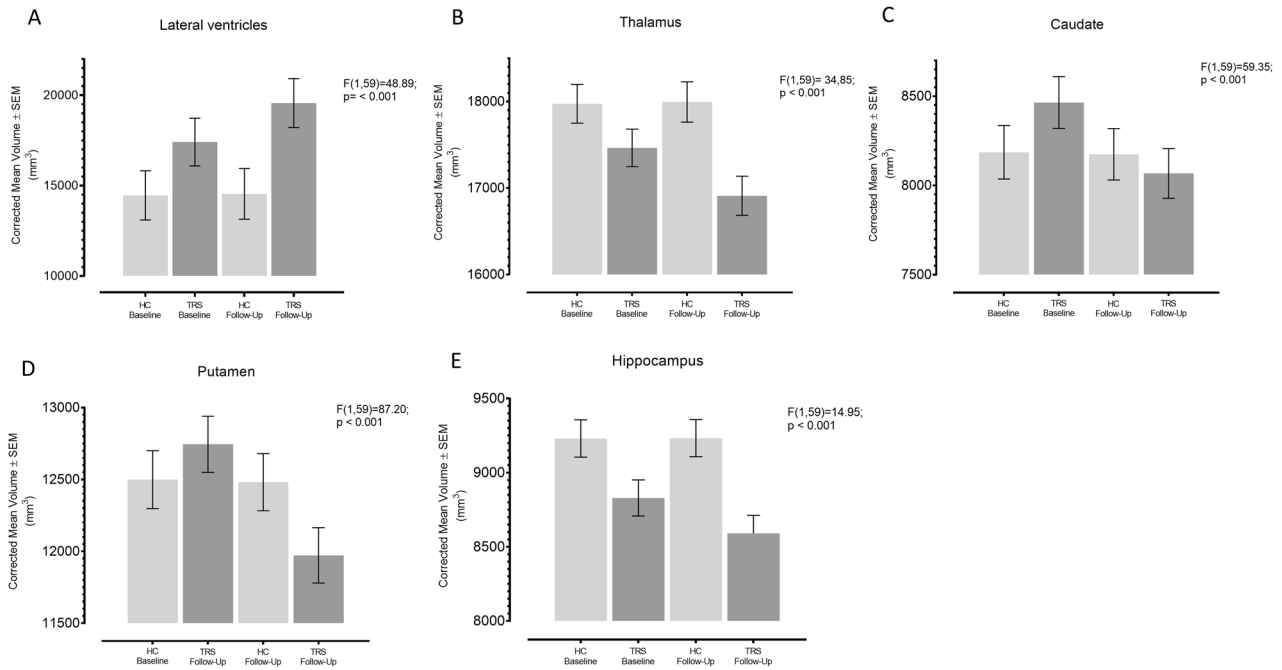 A
Lateral ventricles
Corrected Mean Volume ± SEM
(mm³)
20000
15000
10000
F(1,59)=48.89;
p= < 0.001
HC
Baseline
TRS
Baseline
HC
Follow-Up
TRS
Follow-Up
B
Thalamus
Corrected Mean Volume ± SEM
(mm³)
18000
17000
16000
F(1,59)= 34,85;
p < 0.001
HC
Baseline
TRS
Baseline
HC
Follow-Up
TRS
Follow-Up
C
Caudate
Corrected Mean Volume ± SEM
(mm³)
8500
8000
7500
F(1,59)=59.35;
p < 0.001
HC
Baseline
TRS
Baseline
HC
Follow-Up
TRS
Follow-Up
D
Putamen
Corrected Mean Volume ± SEM
(mm³)
13000
12500
12000
11500
F(1,59)=87.20;
p < 0.001
HC
Baseline
TRS
Follow-Up
HC
Follow-Up
TRS
Follow-Up
E
Hippocampus
Corrected Mean Volume ± SEM
(mm³)
9500
9000
8500
8000
F(1,59)=14.95;
p < 0.001
HC
Baseline
TRS
Baseline
HC
Follow-Up
TRS
Follow-Up